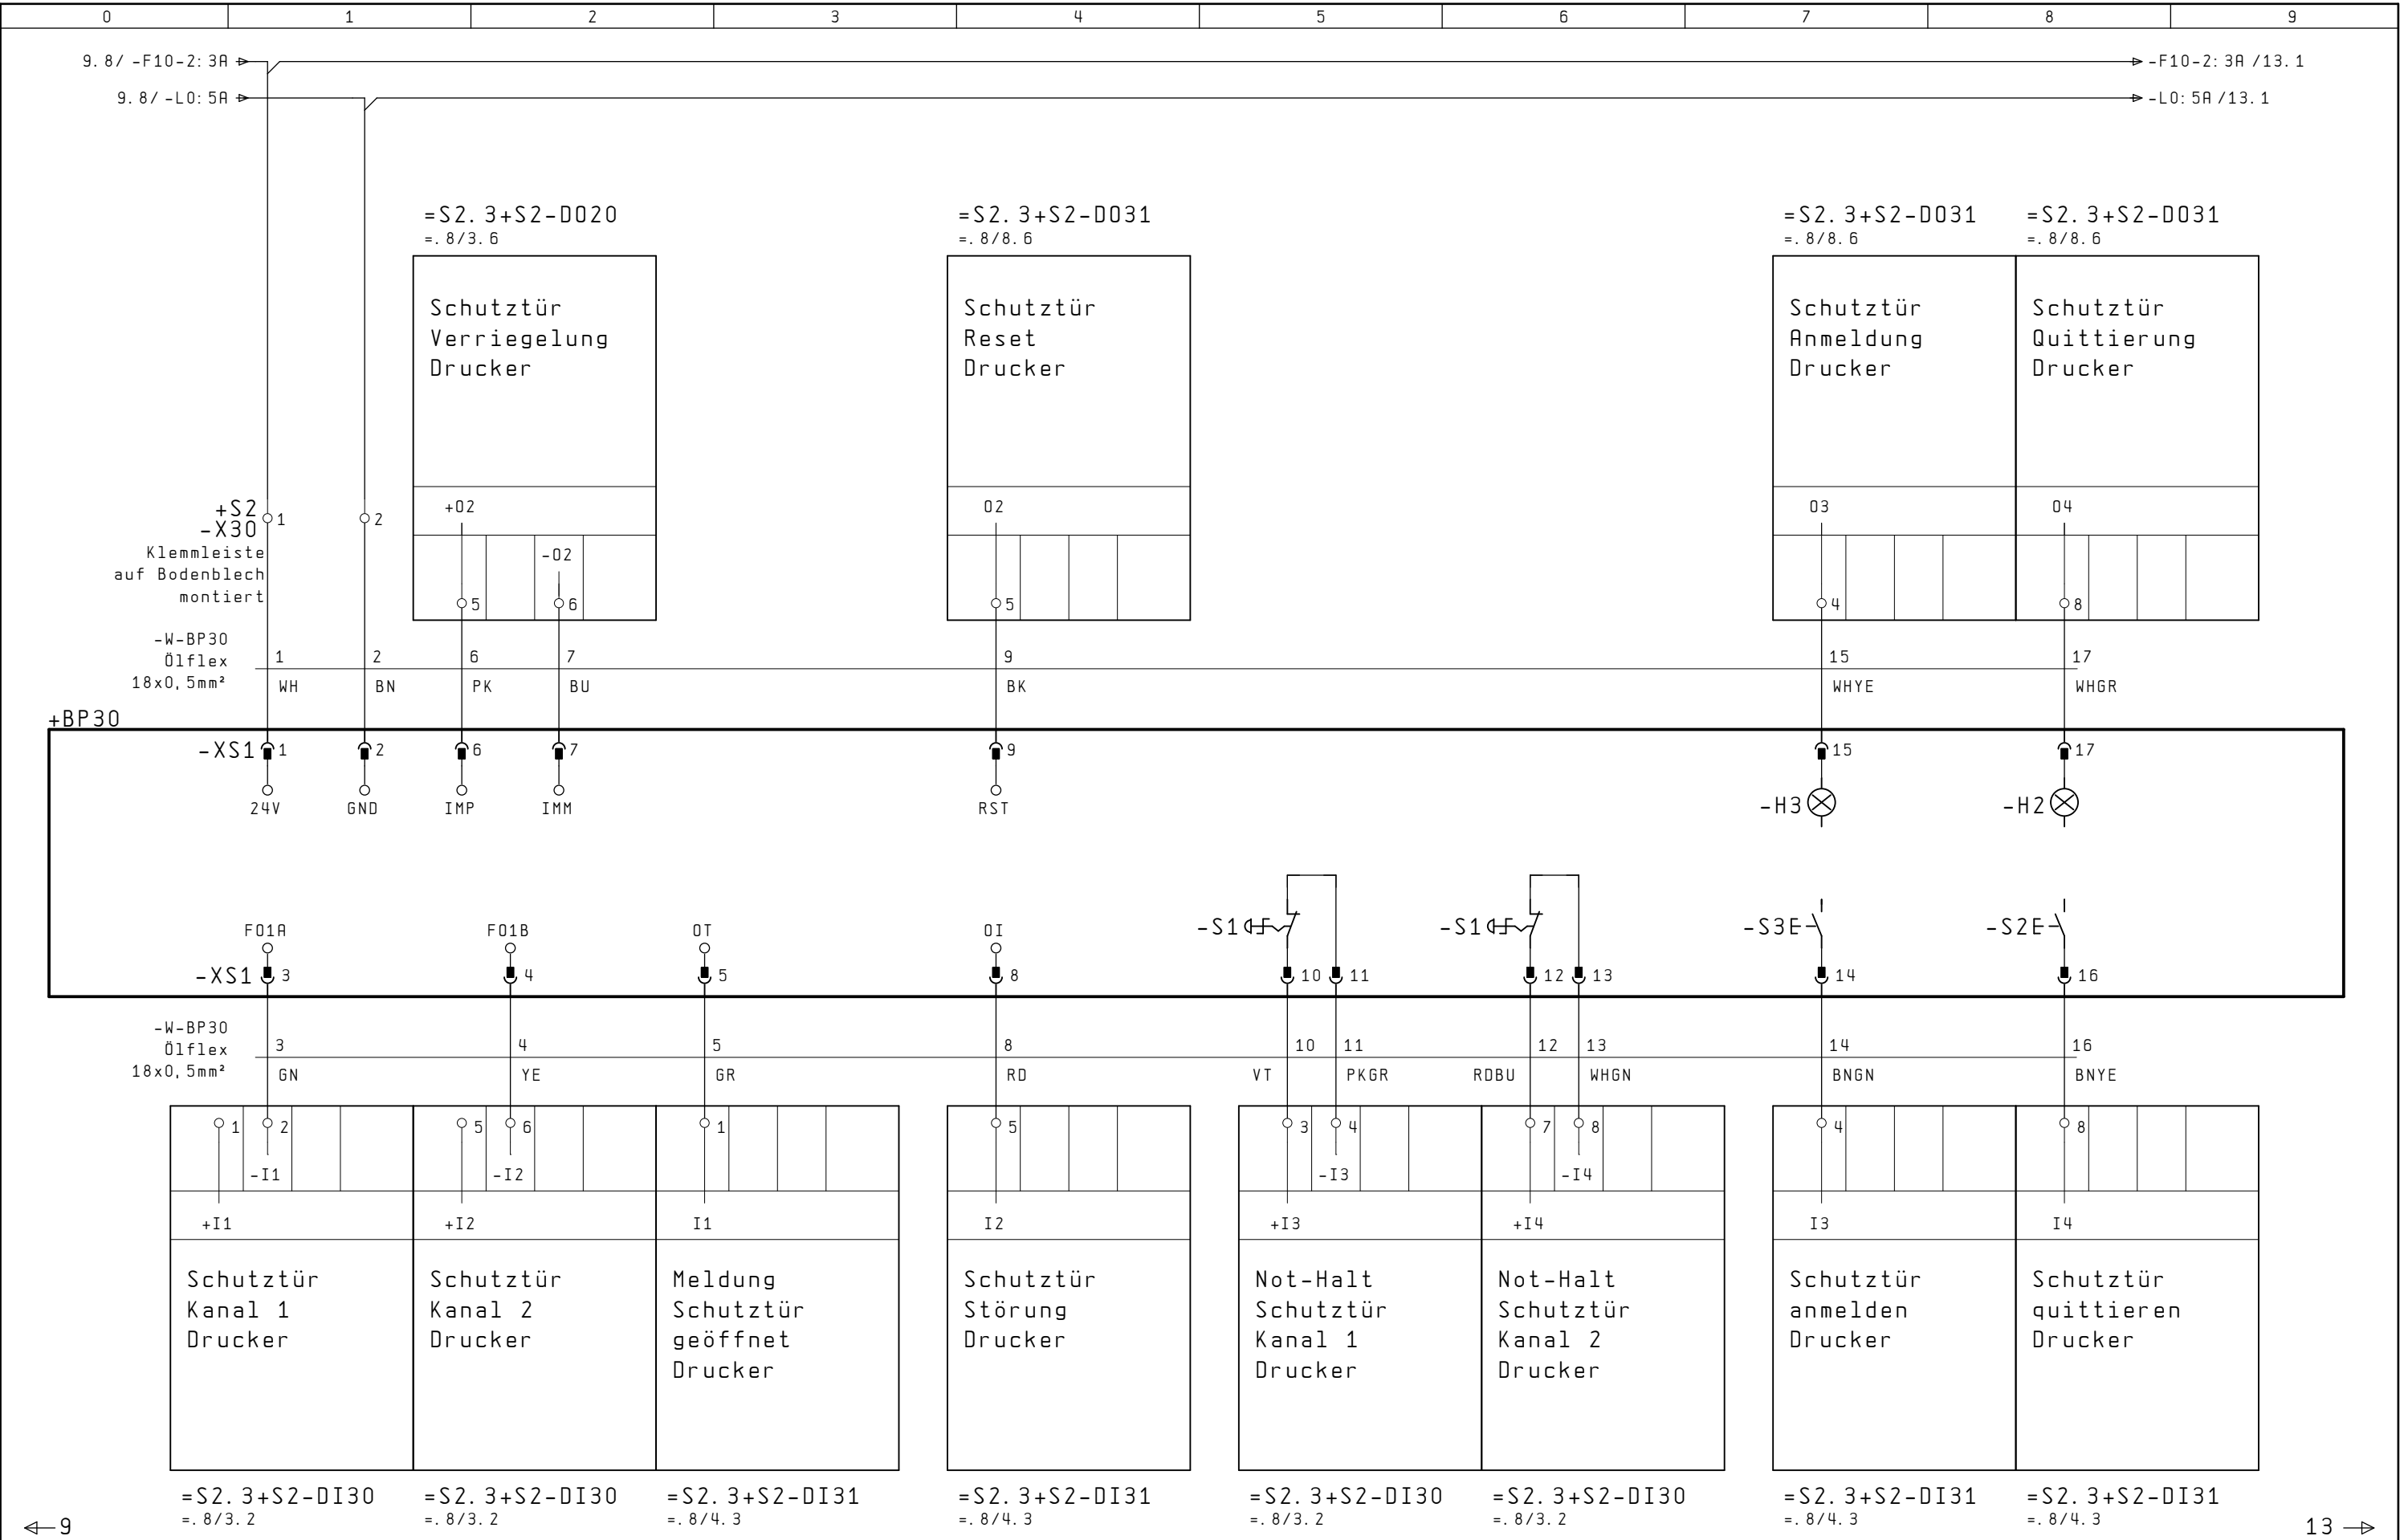 0 1 2 3 4 5 6 7 8 9
9.8/ -F10-2:3A
-F10-2:3A /13.1
9.8/ -L0:5A
-L0:5A /13.1
=S2.3+S2-DO20
=.8/3.6
=S2.3+S2-DO31
=.8/8.6
=S2.3+S2-DO31
=.8/8.6
=S2.3+S2-DO31
=.8/8.6
Schutztür
Verriegelung
Drucker
Schutztür
Reset
Drucker
Schutztür
Anmeldung
Drucker
Schutztür
Quittierung
Drucker
+O2
O2
O3
O4
+S2
-X30
1
2
Klemmleiste
auf Bodenblech
montiert
-O2
5
6
5
4
8
-W-BP30
Ölflex
18x0,5mm²
1 2 6 7 9 15 17
WH BN PK BU BK WHYE WHGR
+BP30
-XS1 1 2 6 7 9 15 17
24V GND IMP IMM RST
-H3
-H2
FO1A FO1B OT OI
-S1
-S1
-S3
-S2
-XS1 3 4 5 8 10 11 12 13 14 16
-W-BP30
Ölflex
18x0,5mm²
3 4 5 8 10 11 12 13 14 16
GN YE GR RD VT PKGR RDBU WHGN BNGN BNYE
1 2 5 6 1 5 3 4 7 8 4 8
-I1 -I2 -I3 -I4
+I1 +I2 I1 I2 +I3 +I4 I3 I4
Schutztür
Kanal 1
Drucker
Schutztür
Kanal 2
Drucker
Meldung
Schutztür
geöffnet
Drucker
Schutztür
Störung
Drucker
Not-Halt
Schutztür
Kanal 1
Drucker
Not-Halt
Schutztür
Kanal 2
Drucker
Schutztür
anmelden
Drucker
Schutztür
quittieren
Drucker
=S2.3+S2-DI30
=.8/3.2
=S2.3+S2-DI30
=.8/3.2
=S2.3+S2-DI31
=.8/4.3
=S2.3+S2-DI31
=.8/4.3
=S2.3+S2-DI30
=.8/3.2
=S2.3+S2-DI30
=.8/3.2
=S2.3+S2-DI31
=.8/4.3
=S2.3+S2-DI31
=.8/4.3
9
13